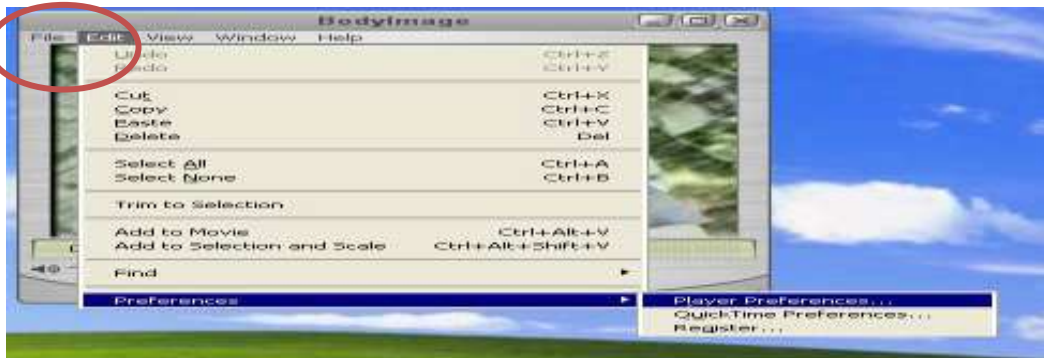 BodyImage
File Edit View Window Help
Undo Ctrl+Z
Redo Ctrl+Y
Cut Ctrl+X
Copy Ctrl+C
Paste Ctrl+V
Delete Del
Select All Ctrl+A
Select None Ctrl+B
Trim to Selection
Add to Movie Ctrl+Alt+V
Add to Selection and Scale Ctrl+Alt+Shift+V
Find
Preferences
Player Preferences...
QuickTime Preferences...
Register...